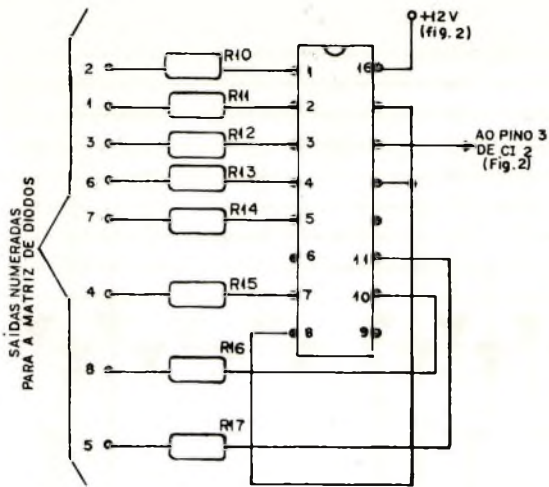 +12V
(fig. 2)
2
R10
1
16
1
R11
2
3
R12
3
AO PINO 3
DE CI 2
(Fig. 2)
6
R13
4
7
R14
5
6
11
4
R15
7
10
8
9
8
R16
5
R17
SAÍDAS NUMERADAS
PARA A MATRIZ DE DIODOS